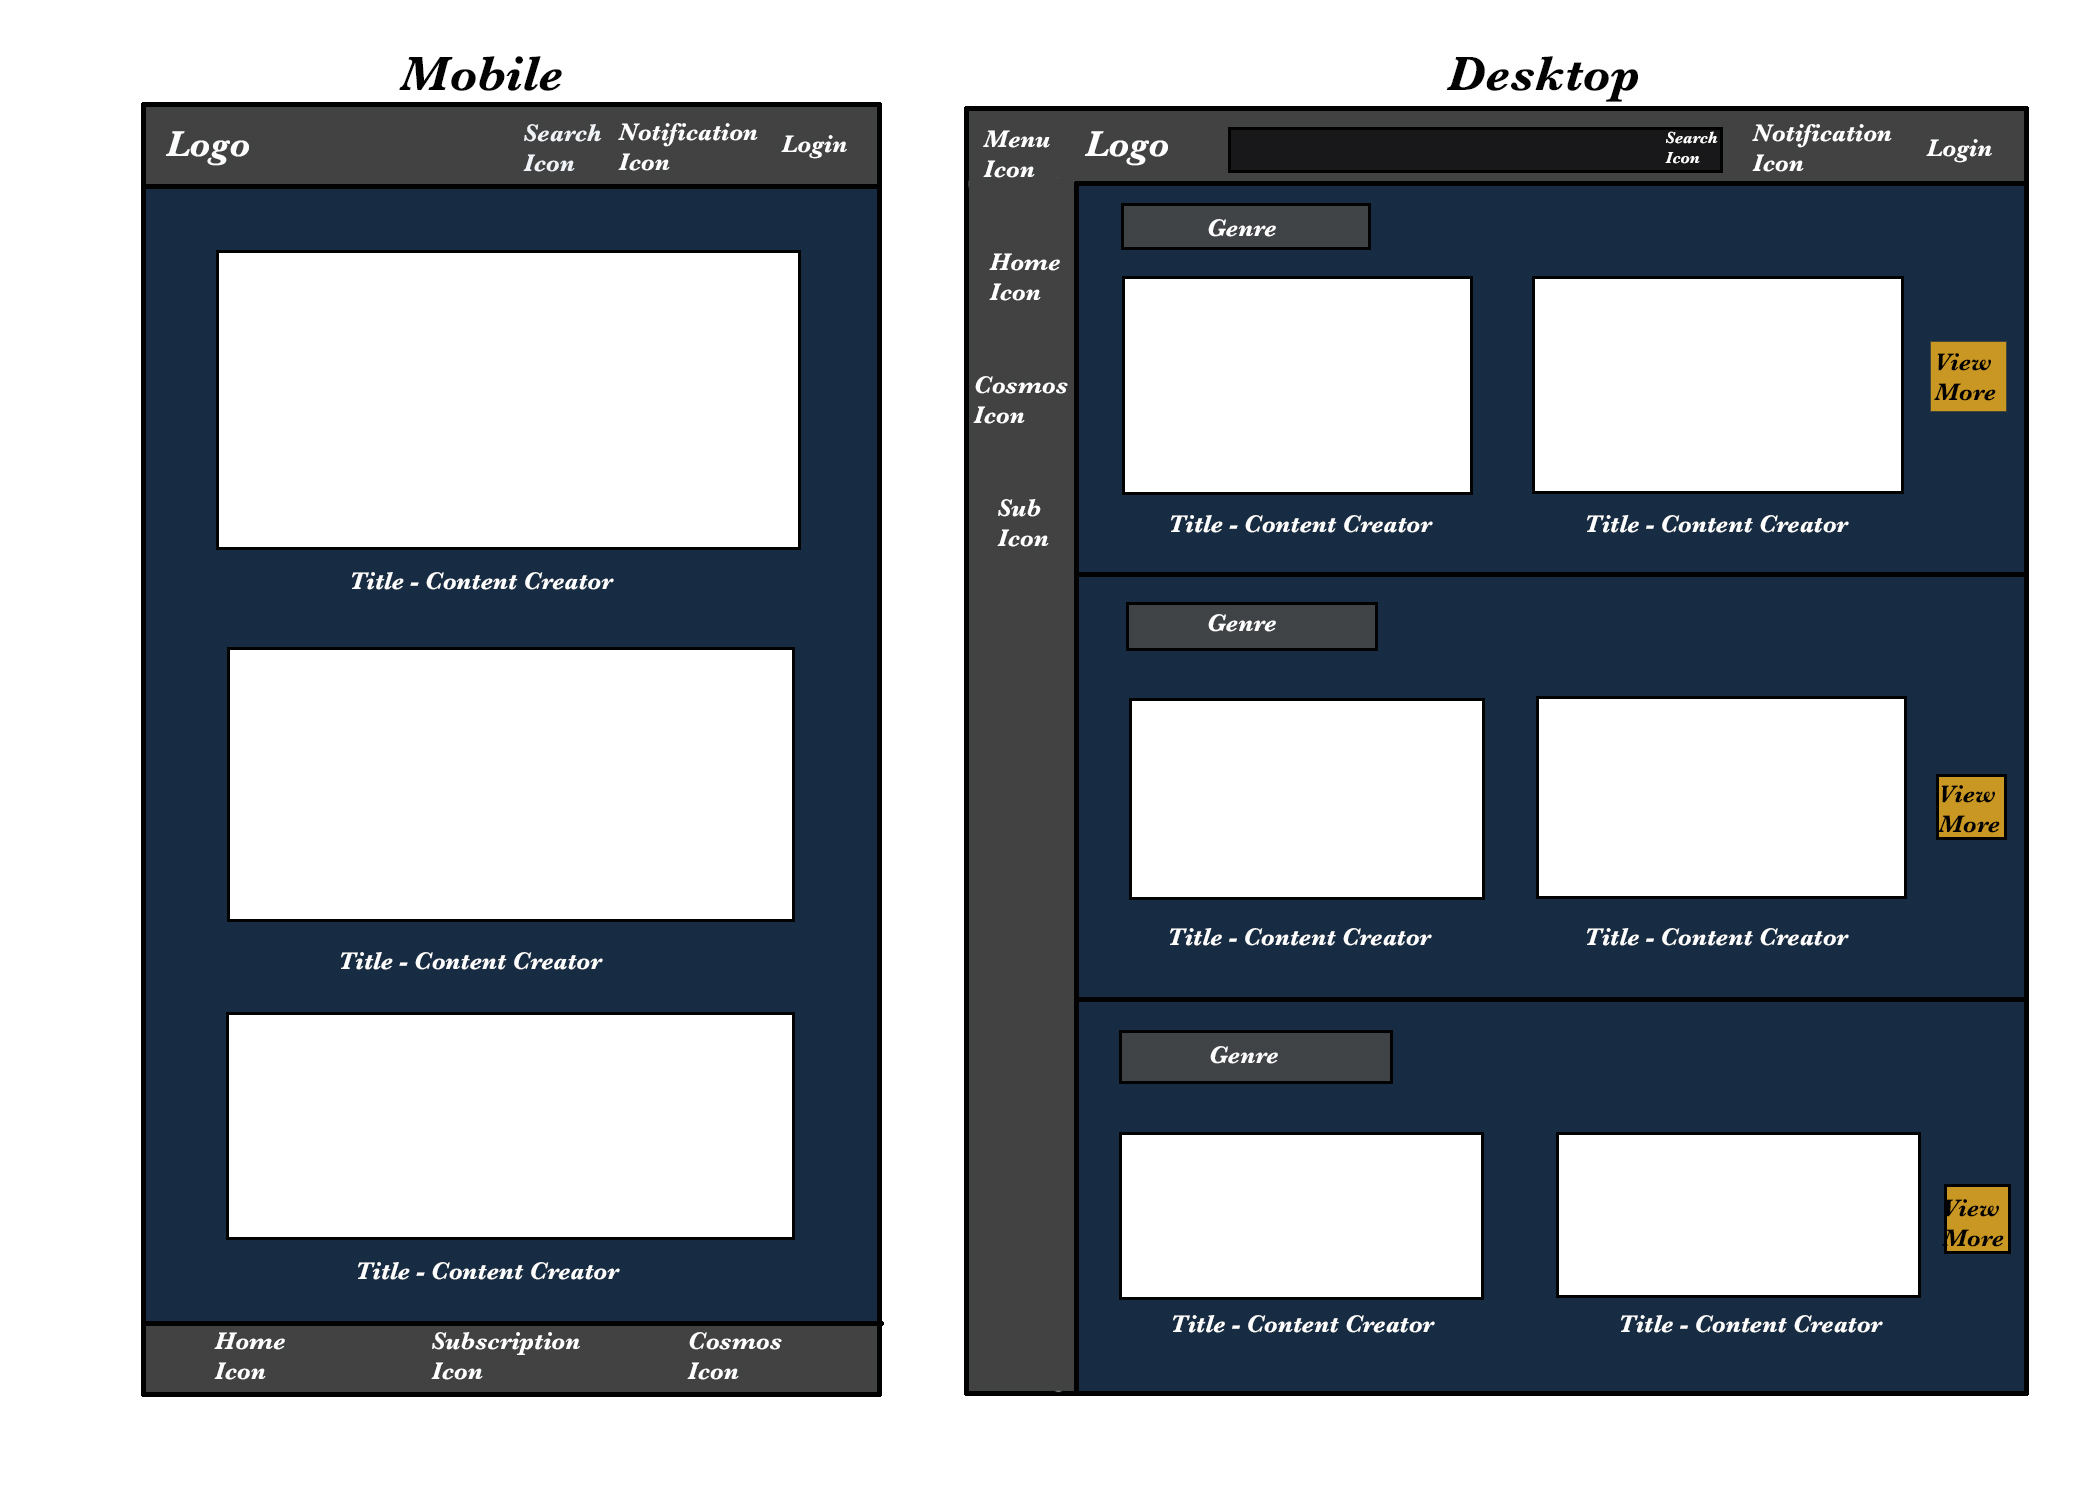 Mobile
Logo
Search
Icon
Notification
Icon
Login
Title - Content Creator
Title - Content Creator
Title - Content Creator
Home
Icon
Subscription
Icon
Cosmos
Icon
Desktop
Menu
Icon
Logo
Search
Icon
Notification
Icon
Login
Home
Icon
Cosmos
Icon
Sub
Icon
Genre
Title - Content Creator
Title - Content Creator
View
More
Genre
Title - Content Creator
Title - Content Creator
View
More
Genre
Title - Content Creator
Title - Content Creator
View
More